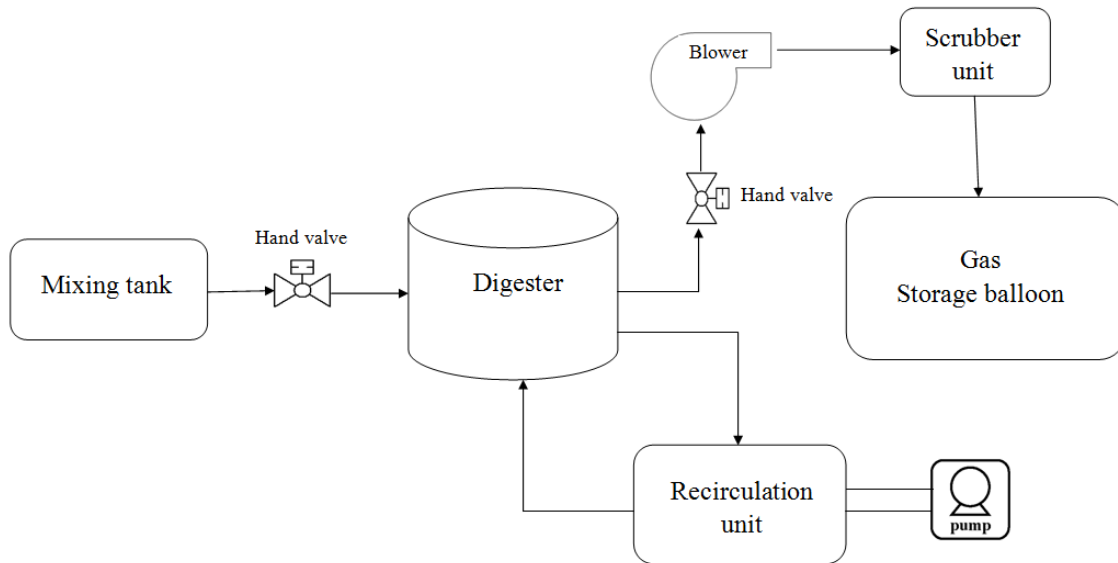 Blower
Scrubber
unit
Hand valve
Hand valve
Mixing tank
Digester
Gas
Storage balloon
Recirculation
unit
pump